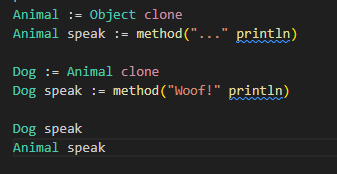 Animal := Object clone
Animal speak := method("..." println)
Dog := Animal clone
Dog speak := method("Woof!" println)
Dog speak
Animal speak